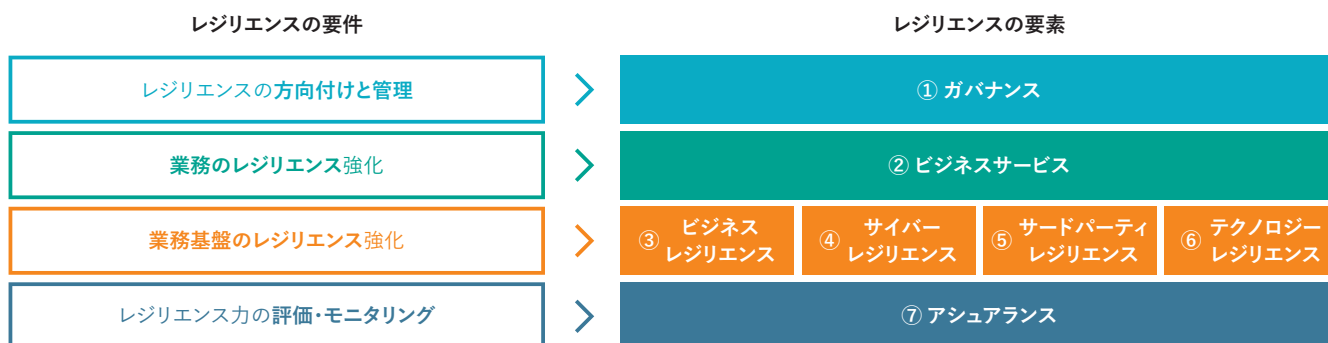 レジリエンスの要件
レジリエンスの要素
レジリエンスの方向付けと管理
① ガバナンス
業務のレジリエンス強化
② ビジネスサービス
業務基盤のレジリエンス強化
③ ビジネス
レジリエンス
④ サイバー
レジリエンス
⑤ サードパーティ
レジリエンス
⑥ テクノロジー
レジリエンス
レジリエンス力の評価・モニタリング
⑦ アシュアランス